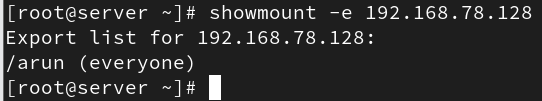 [root@server ~]# showmount -e 192.168.78.128
Export list for 192.168.78.128:
/arun (everyone)
[root@server ~]#